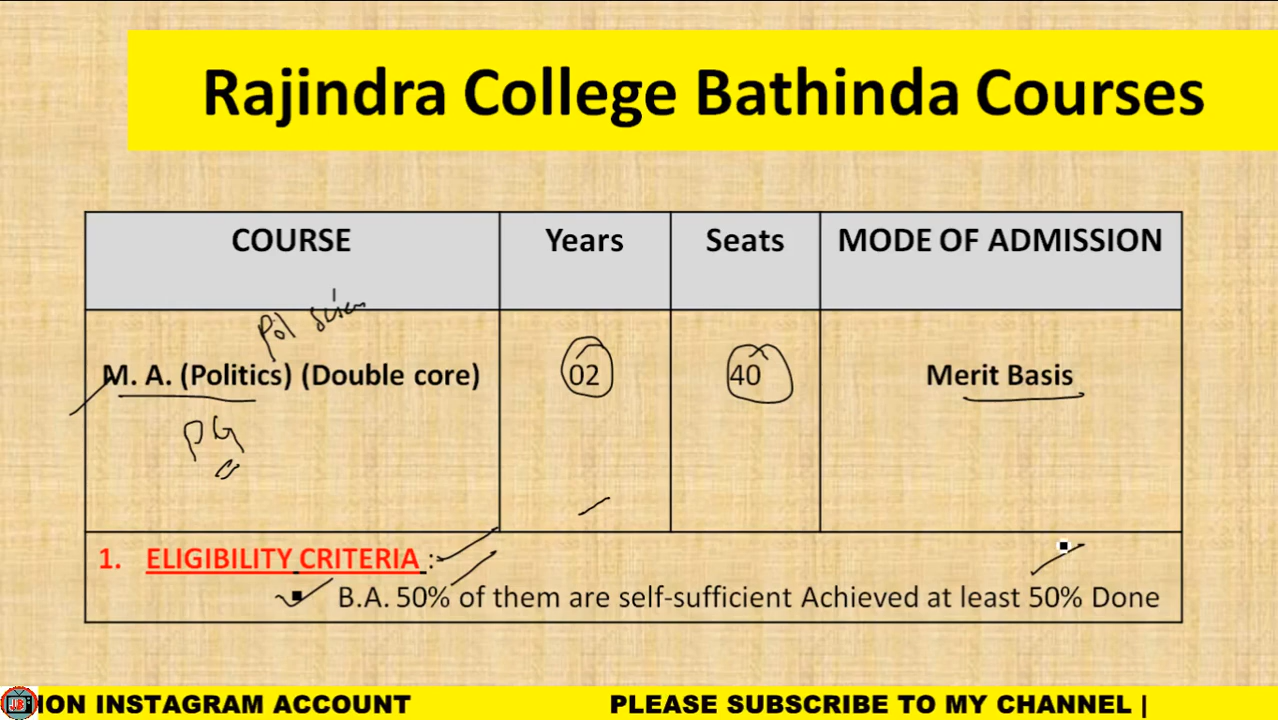 Rajindra College Bathinda Courses
COURSE Years Seats MODE OF ADMISSION
Pol
M. A. (Politics) (Double core) 02 40 Merit Basis
PG
1. ELIGIBILITY CRITERIA :-
▪ B.A. 50% of them are self-sufficient Achieved at least 50% Done
ION INSTAGRAM ACCOUNT PLEASE SUBSCRIBE TO MY CHANNEL |